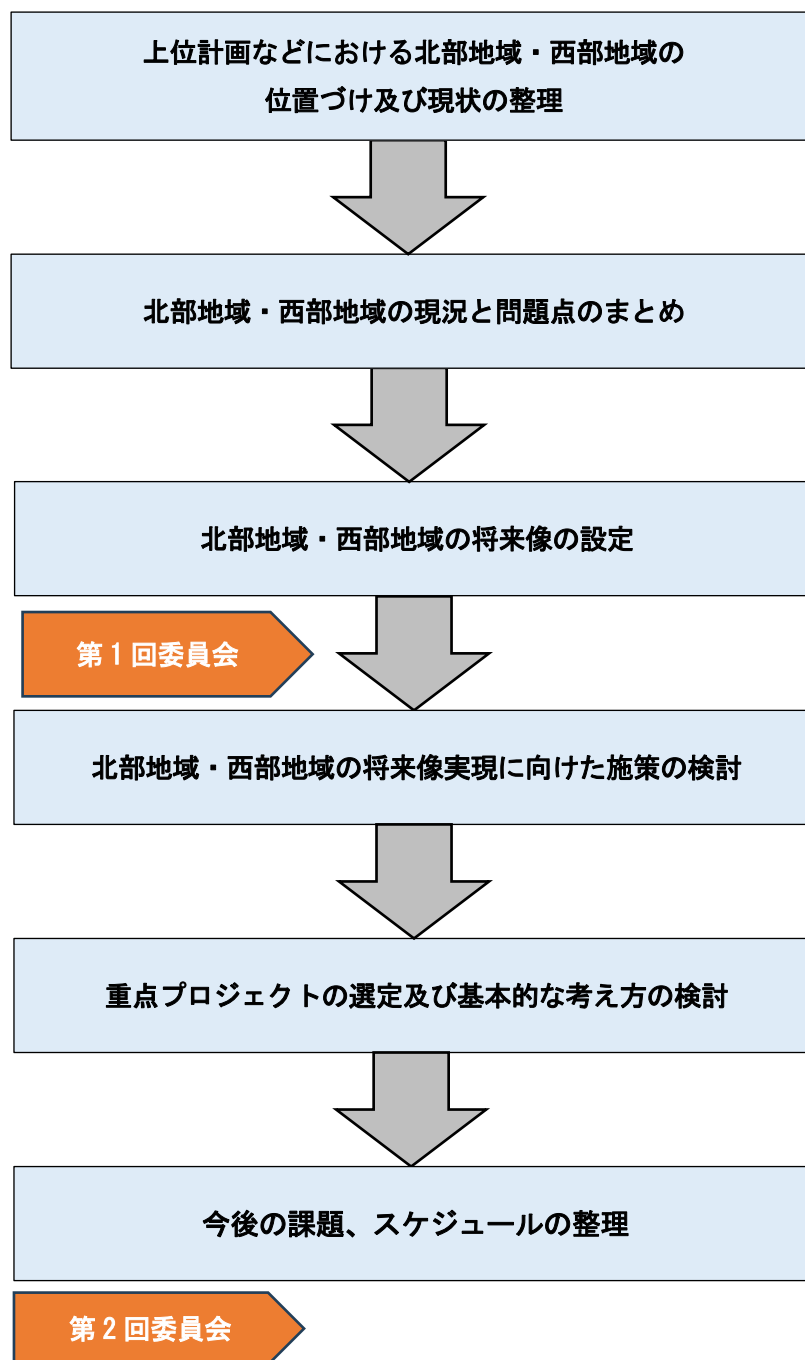 上位計画などにおける北部地域・西部地域の
位置づけ及び現状の整理
北部地域・西部地域の現況と問題点のまとめ
北部地域・西部地域の将来像の設定
第1回委員会
北部地域・西部地域の将来像実現に向けた施策の検討
重点プロジェクトの選定及び基本的な考え方の検討
今後の課題、スケジュールの整理
第2回委員会